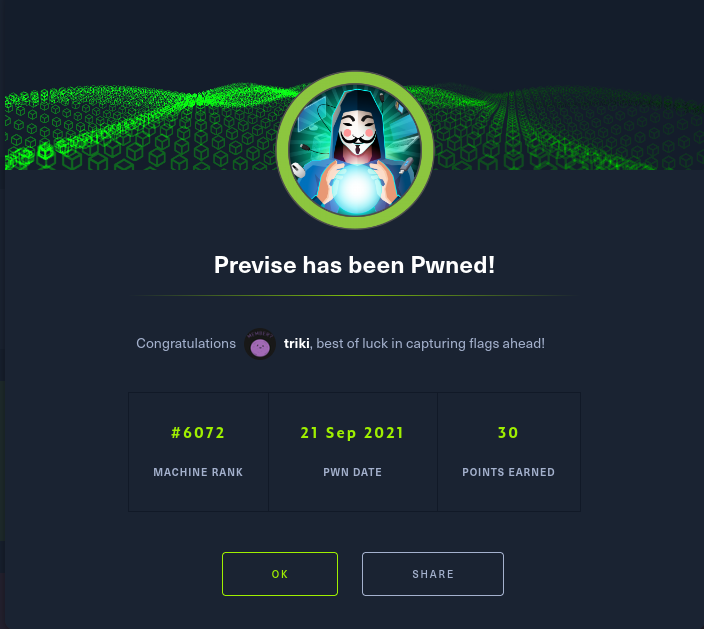 Previse has been Pwned!
Congratulations triki, best of luck in capturing flags ahead!
#6072 21 Sep 2021 30
MACHINE RANK PWN DATE POINTS EARNED
OK SHARE